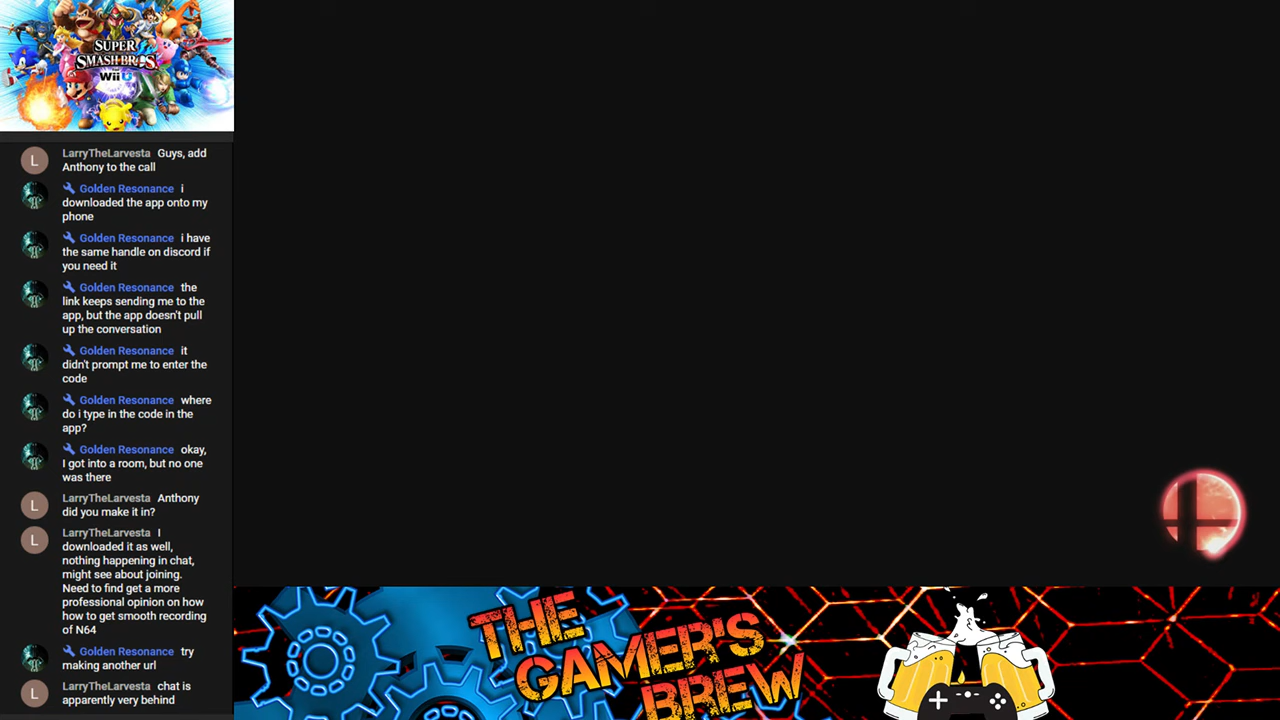 SUPER
SMASH BROS.
Wii U
LarryTheLarvesta Guys, add
Anthony to the call
Golden Resonance i
downloaded the app onto my
phone
Golden Resonance i have
the same handle on discord if
you need it
Golden Resonance the
link keeps sending me to the
app, but the app doesn't pull
up the conversation
Golden Resonance it
didn't prompt me to enter the
code
Golden Resonance where
do i type in the code in the
app?
Golden Resonance okay,
I got into a room, but no one
was there
L
LarryTheLarvesta Anthony
did you make it in?
L
LarryTheLarvesta I
downloaded it as well,
nothing happening in chat,
might see about joining.
Need to find get a more
professional opinion on how
how to get smooth recording
of N64
Golden Resonance try
making another url
L
LarryTheLarvesta chat is
apparently very behind
L
THE
GAMER'S
BREW